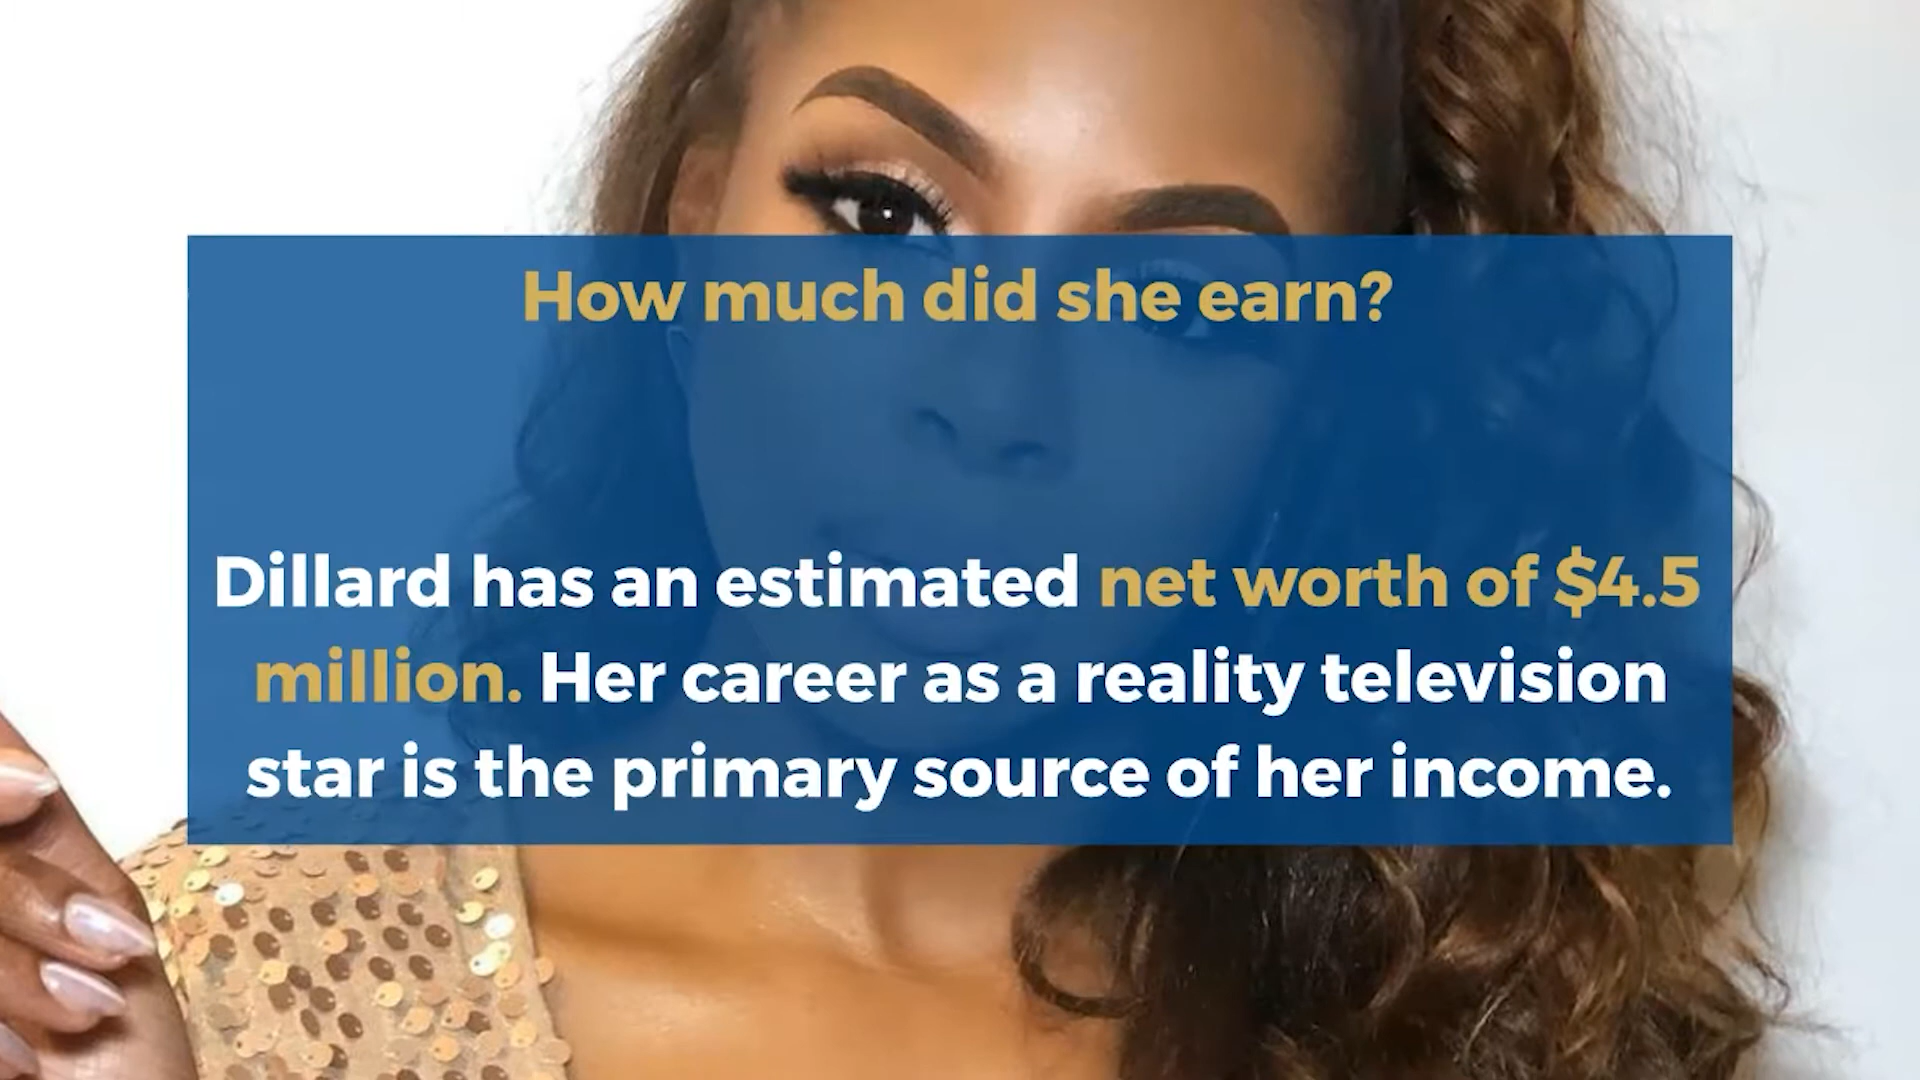 How much did she earn?
Dillard has an estimated net worth of $4.5
million. Her career as a reality television
star is the primary source of her income.